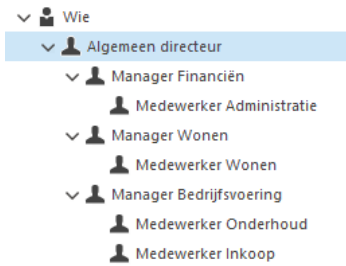 Wie
Algemeen directeur
Manager Financiën
Medewerker Administratie
Manager Wonen
Medewerker Wonen
Manager Bedrijfsvoering
Medewerker Onderhoud
Medewerker Inkoop